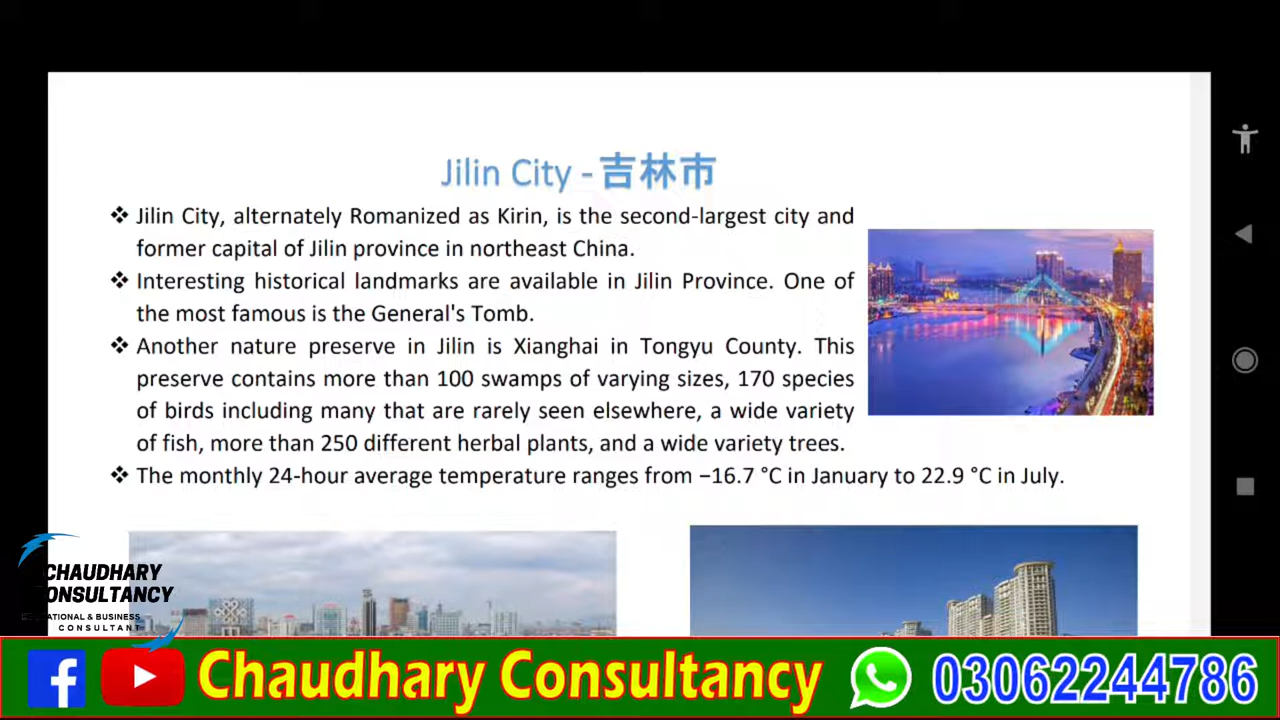 Jilin City - 吉林市
❖ Jilin City, alternately Romanized as Kirin, is the second-largest city and
former capital of Jilin province in northeast China.
❖ Interesting historical landmarks are available in Jilin Province. One of
the most famous is the General's Tomb.
❖ Another nature preserve in Jilin is Xianghai in Tongyu County. This
preserve contains more than 100 swamps of varying sizes, 170 species
of birds including many that are rarely seen elsewhere, a wide variety
of fish, more than 250 different herbal plants, and a wide variety trees.
❖ The monthly 24-hour average temperature ranges from −16.7 °C in January to 22.9 °C in July.
CHAUDHARY
CONSULTANCY
& BUSINESS
CONSULTANT
Chaudhary Consultancy
03062244786